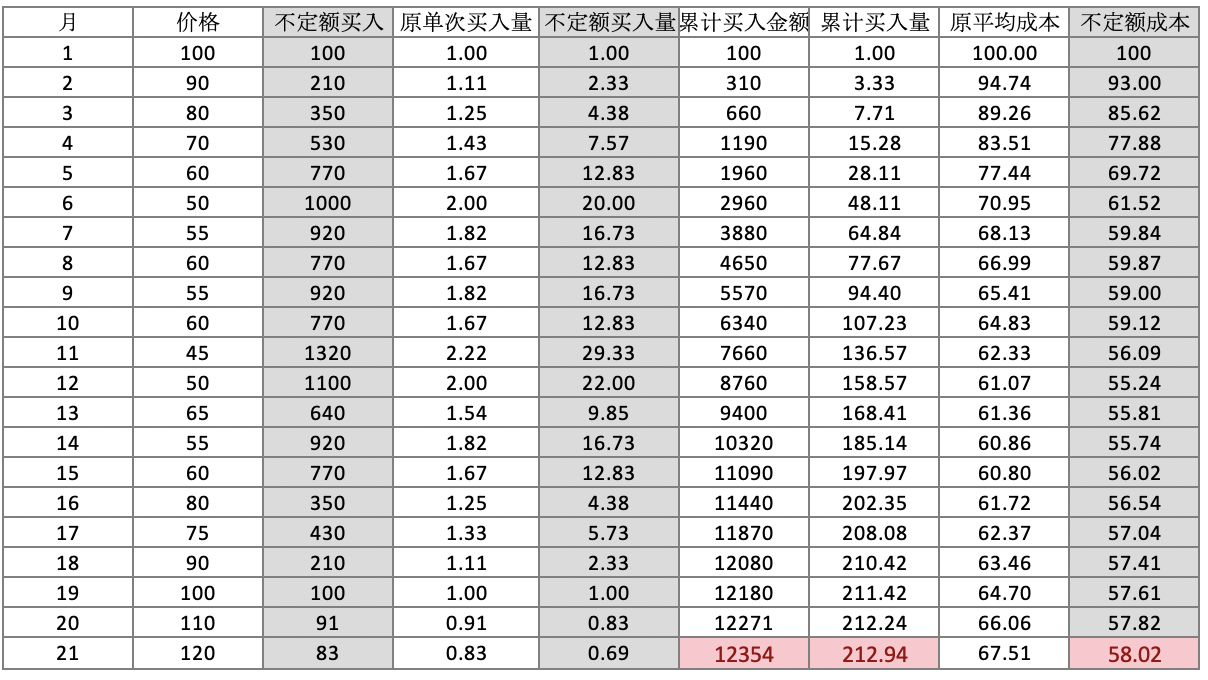 月 价格 不定额买入 原单次买入量 不定额买入量 累计买入金额 累计买入量 原平均成本 不定额成本
1 100 100 1.00 1.00 100 1.00 100.00 100
2 90 210 1.11 2.33 310 3.33 94.74 93.00
3 80 350 1.25 4.38 660 7.71 89.26 85.62
4 70 530 1.43 7.57 1190 15.28 83.51 77.88
5 60 770 1.67 12.83 1960 28.11 77.44 69.72
6 50 1000 2.00 20.00 2960 48.11 70.95 61.52
7 55 920 1.82 16.73 3880 64.84 68.13 59.84
8 60 770 1.67 12.83 4650 77.67 66.99 59.87
9 55 920 1.82 16.73 5570 94.40 65.41 59.00
10 60 770 1.67 12.83 6340 107.23 64.83 59.12
11 45 1320 2.22 29.33 7660 136.57 62.33 56.09
12 50 1100 2.00 22.00 8760 158.57 61.07 55.24
13 65 640 1.54 9.85 9400 168.41 61.36 55.81
14 55 920 1.82 16.73 10320 185.14 60.86 55.74
15 60 770 1.67 12.83 11090 197.97 60.80 56.02
16 80 350 1.25 4.38 11440 202.35 61.72 56.54
17 75 430 1.33 5.73 11870 208.08 62.37 57.04
18 90 210 1.11 2.33 12080 210.42 63.46 57.41
19 100 100 1.00 1.00 12180 211.42 64.70 57.61
20 110 91 0.91 0.83 12271 212.24 66.06 57.82
21 120 83 0.83 0.69 12354 212.94 67.51 58.02